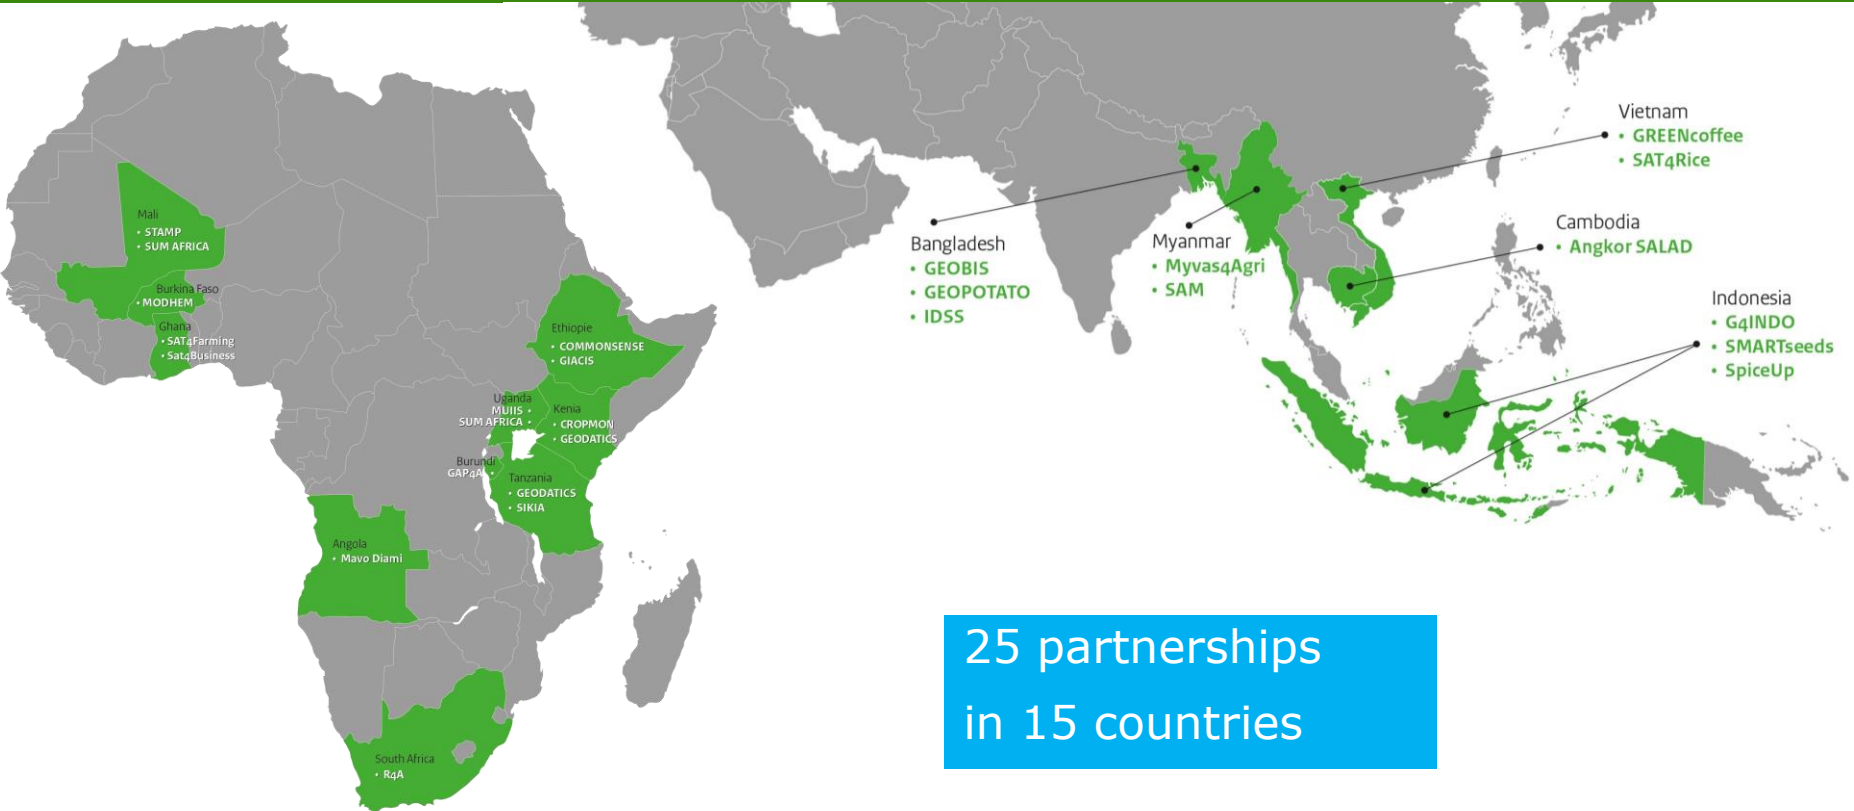 Mali
• STAMP
• SUM AFRICA
Burkina Faso
• MODHEM
Ghana
• SAT4Farming
• Sat4Business
Ethiopie
• COMMONSENSE
• GIACIS
Uganda
MUIIS •
SUM AFRICA •
Kenia
• CROPMON
• GEODATICS
Burundi
GAP4A •
Tanzania
• GEODATICS
• SIKIA
Angola
• Mavo Diami
South Africa
• R4A
Bangladesh
• GEOBIS
• GEOPOTATO
• IDSS
Myanmar
• Myvas4Agri
• SAM
Vietnam
• GREENcoffee
• SAT4Rice
Cambodia
• Angkor SALAD
Indonesia
• G4INDO
• SMARTseeds
• SpiceUp
25 partnerships
in 15 countries